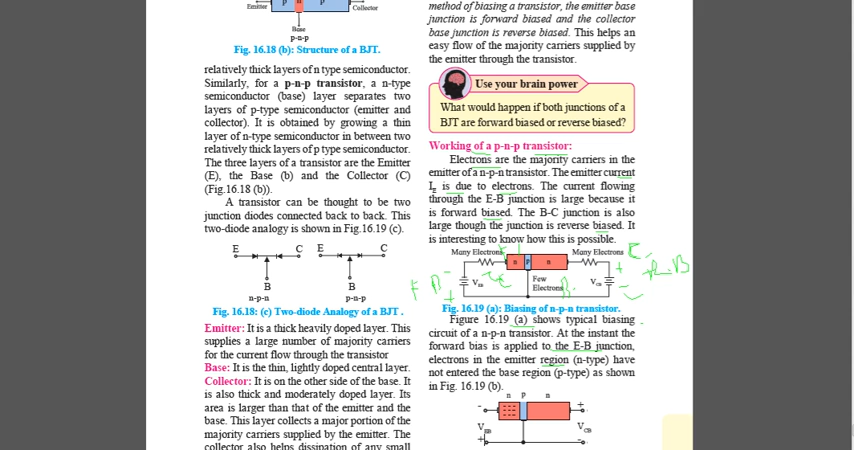 p n p
Emitter
Collector
Base
p-n-p
Fig. 16.18 (b): Structure of a BJT.
relatively thick layers of n type semiconductor.
Similarly, for a p-n-p transistor, a n-type
semiconductor (base) layer separates two
layers of p-type semiconductor (emitter and
collector). It is obtained by growing a thin
layer of n-type semiconductor in between two
relatively thick layers of p type semiconductor.
The three layers of a transistor are the Emitter
(E), the Base (b) and the Collector (C)
(Fig.16.18 (b)).
A transistor can be thought to be two
junction diodes connected back to back. This
two-diode analogy is shown in Fig.16.19 (c).
E C E C
B B
n-p-n p-n-p
Fig. 16.18: (c) Two-diode Analogy of a BJT .
Emitter: It is a thick heavily doped layer. This
supplies a large number of majority carriers
for the current flow through the transistor
Base: It is the thin, lightly doped central layer.
Collector: It is on the other side of the base. It
is also thick and moderately doped layer. Its
area is larger than that of the emitter and the
base. This layer collects a major portion of the
majority carriers supplied by the emitter. The
collector also helps dissipation of any small
method of biasing a transistor, the emitter base
junction is forward biased and the collector
base junction is reverse biased. This helps an
easy flow of the majority carriers supplied by
the emitter through the transistor.
Use your brain power
What would happen if both junctions of a
BJT are forward biased or reverse biased?
Working of a p-n-p transistor:
Electrons are the majority carriers in the
emitter of a n-p-n transistor. The emitter current
IE is due to electrons. The current flowing
through the E-B junction is large because it
is forward biased. The B-C junction is also
large though the junction is reverse biased. It
is interesting to know how this is possible.
Many Electrons Many Electrons
n p n
VEB Few VCB
Electrons
Fig. 16.19 (a): Biasing of n-p-n transistor.
Figure 16.19 (a) shows typical biasing
circuit of a n-p-n transistor. At the instant the
forward bias is applied to the E-B junction,
electrons in the emitter region (n-type) have
not entered the base region (p-type) as shown
in Fig. 16.19 (b).
n p n
- +
VEB VCB
+ -